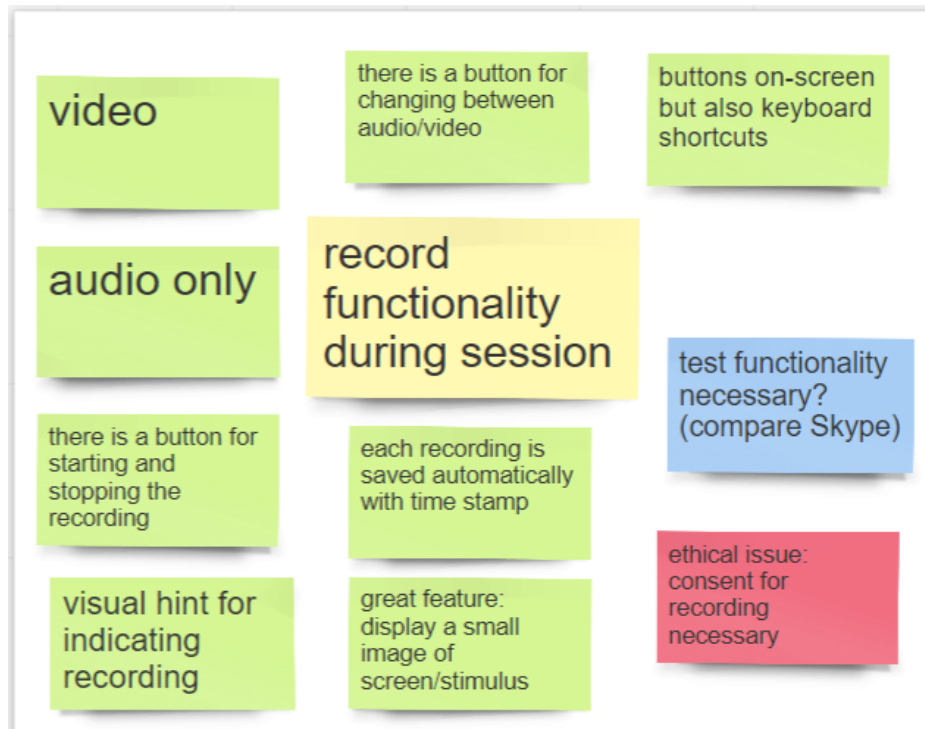 video
there is a button for
changing between
audio/video
buttons on-screen
but also keyboard
shortcuts
audio only
record
functionality
during session
test functionality
necessary?
(compare Skype)
there is a button for
starting and
stopping the
recording
each recording is
saved automatically
with time stamp
ethical issue:
consent for
recording
necessary
visual hint for
indicating
recording
great feature:
display a small
image of
screen/stimulus